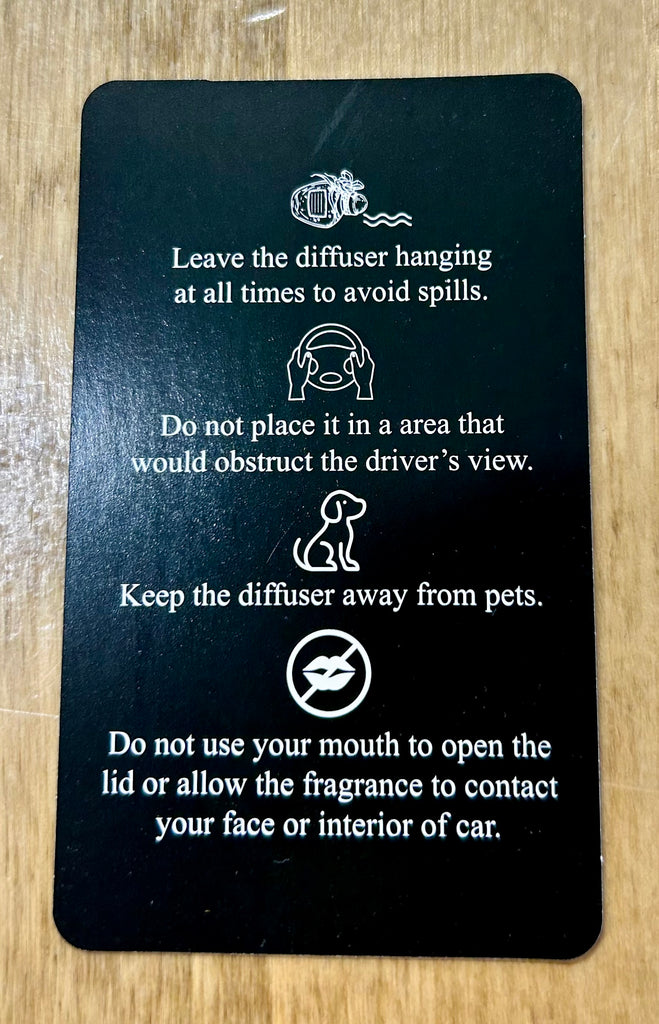 Leave the diffuser hanging
at all times to avoid spills.
Do not place it in a area that
would obstruct the driver’s view.
Keep the diffuser away from pets.
Do not use your mouth to open the
lid or allow the fragrance to contact
your face or interior of car.